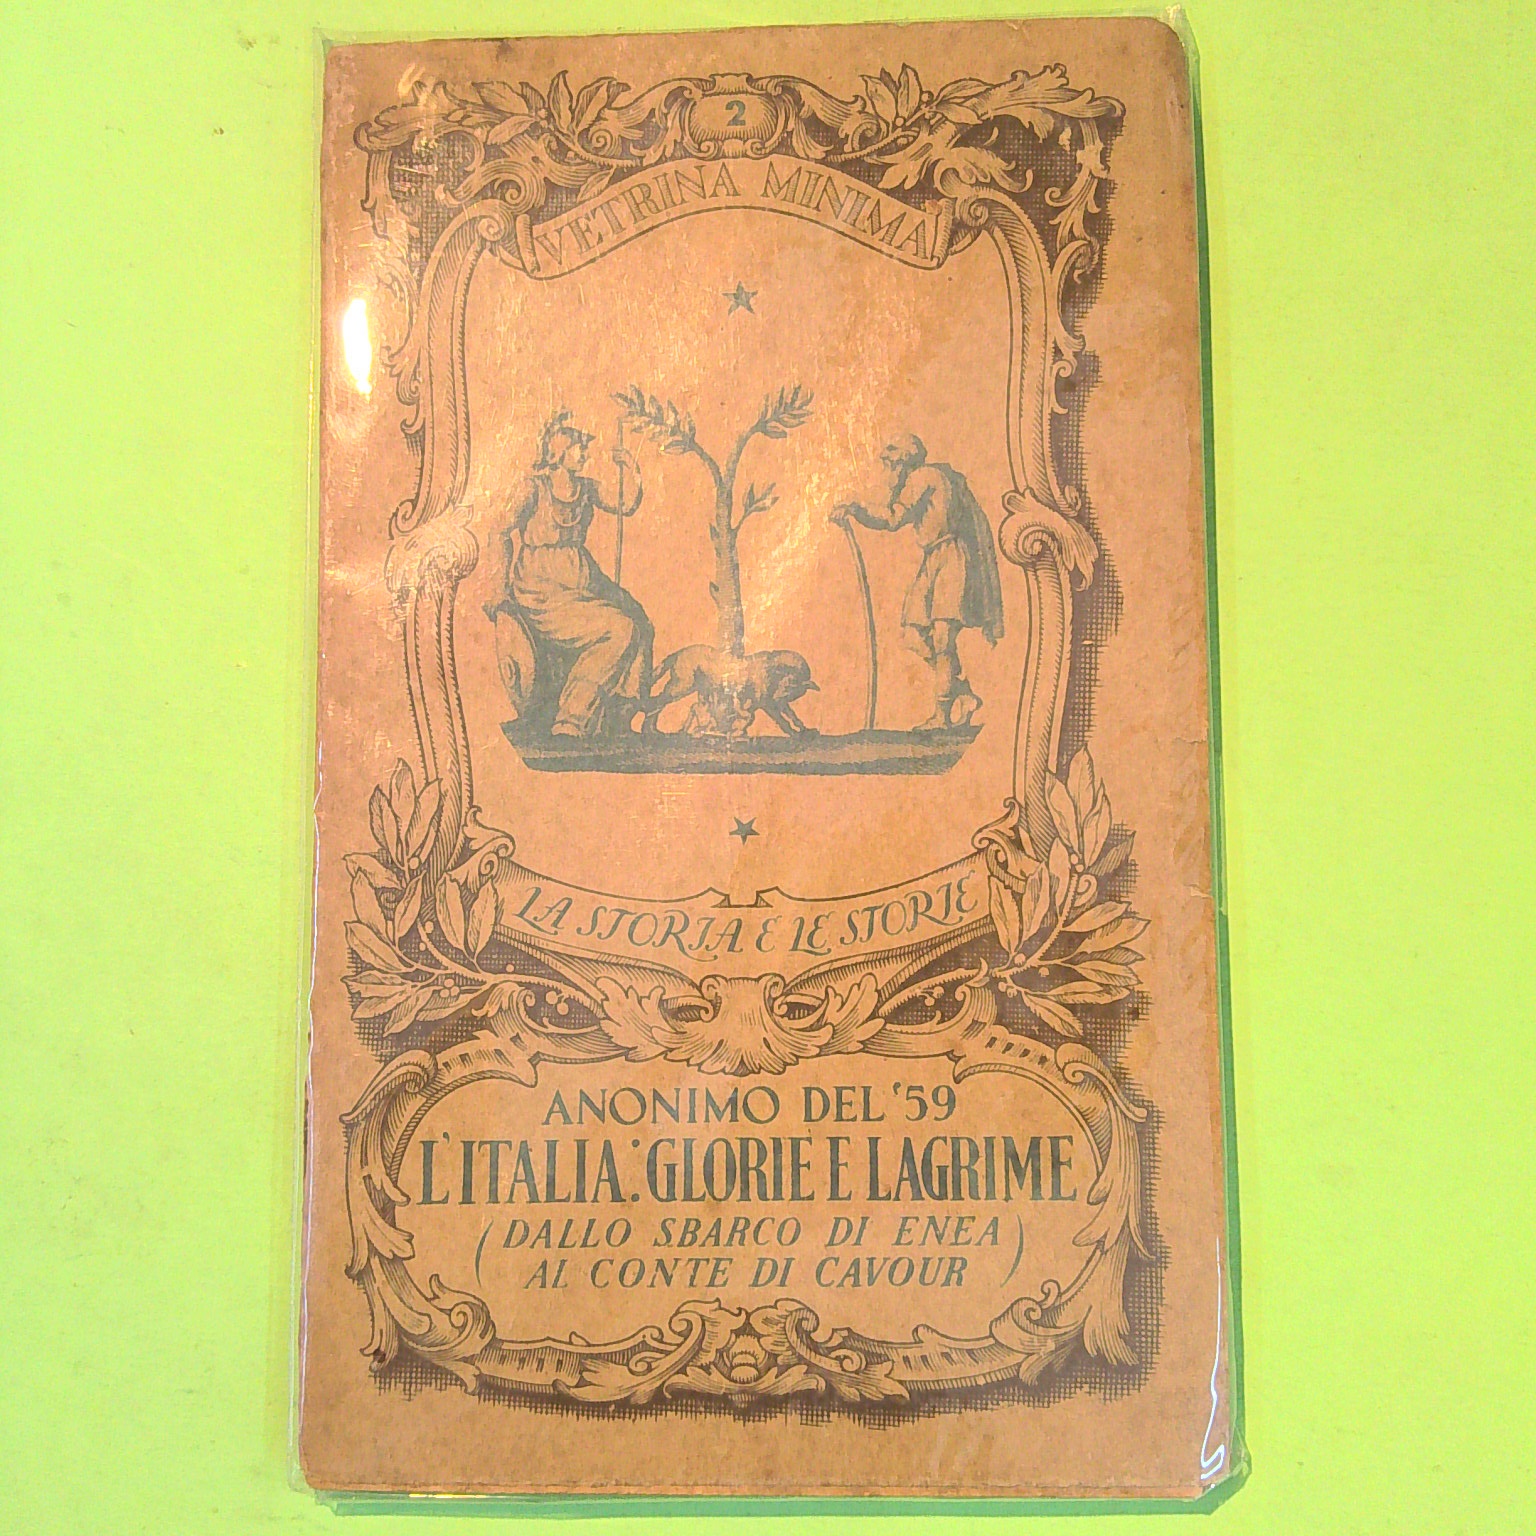 2
VETRINA MINIMA
LA STORIA E LE STORIE
ANONIMO DEL '59
L'ITALIA: GLORIE E LAGRIME
(DALLO SBARCO DI ENEA
AL CONTE DI CAVOUR)